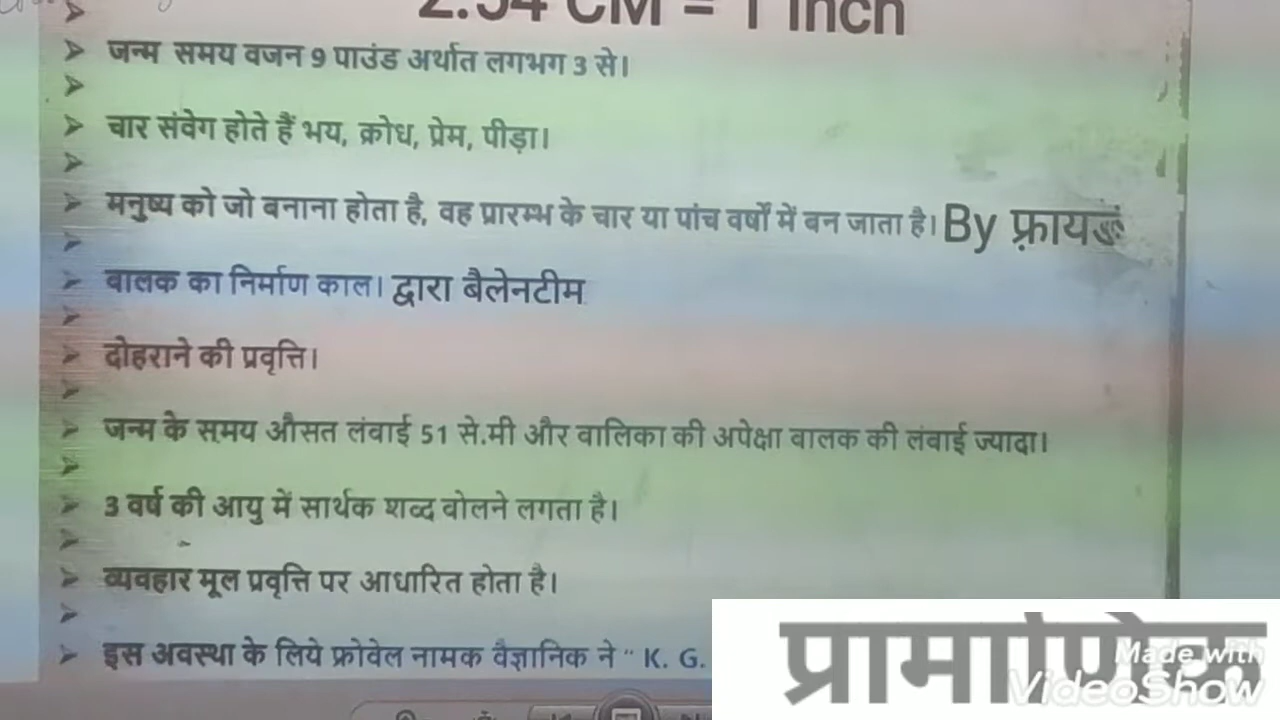 2.54 CM = 1 Inch
जन्म समय वजन 9 पाउंड अर्थात लगभग 3 से।
चार संवेग होते हैं भय, क्रोध, प्रेम, पीड़ा।
मनुष्य को जो बनाना होता है, वह प्रारम्भ के चार या पांच वर्षों में बन जाता है। By फ़्रायड
वालक का निर्माण काल। द्वारा बैलेनटीम
दोहराने की प्रवृत्ति।
जन्म के समय औसत लंवाई 51 से.मी और वालिका की अपेक्षा वालक की लंवाई ज्यादा।
3 वर्ष की आयु में सार्थक शब्द वोलने लगता है।
व्यवहार मूल प्रवृत्ति पर आधारित होता है।
इस अवस्था के लिये फ्रोवेल नामक वैज्ञानिक ने " K. G.
प्रामाणिक
Made with
VideoShow